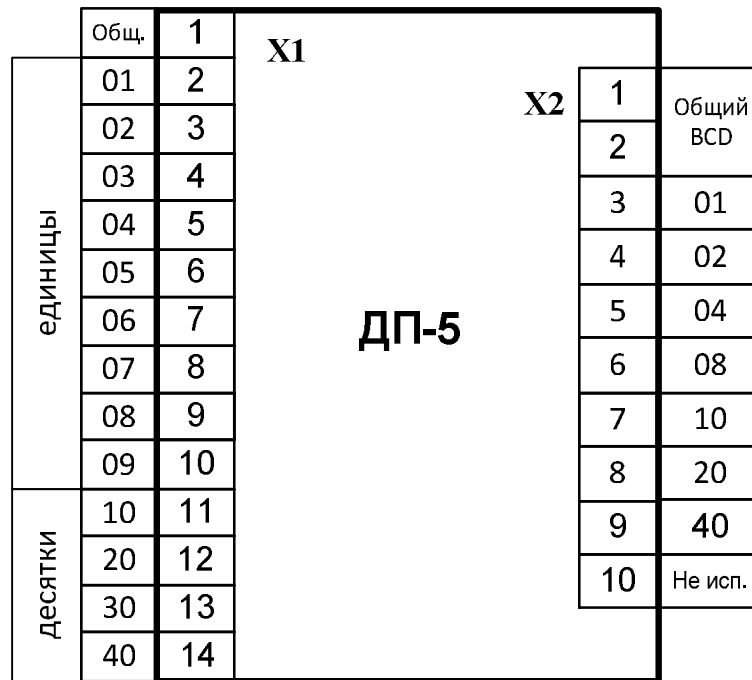 Общ. 1
X1
единицы
01 2
02 3
03 4
04 5
05 6
06 7
07 8
08 9
09 10
десятки
10 11
20 12
30 13
40 14
ДП-5
X2
1 Общий
2 BCD
3 01
4 02
5 04
6 08
7 10
8 20
9 40
10 Не исп.